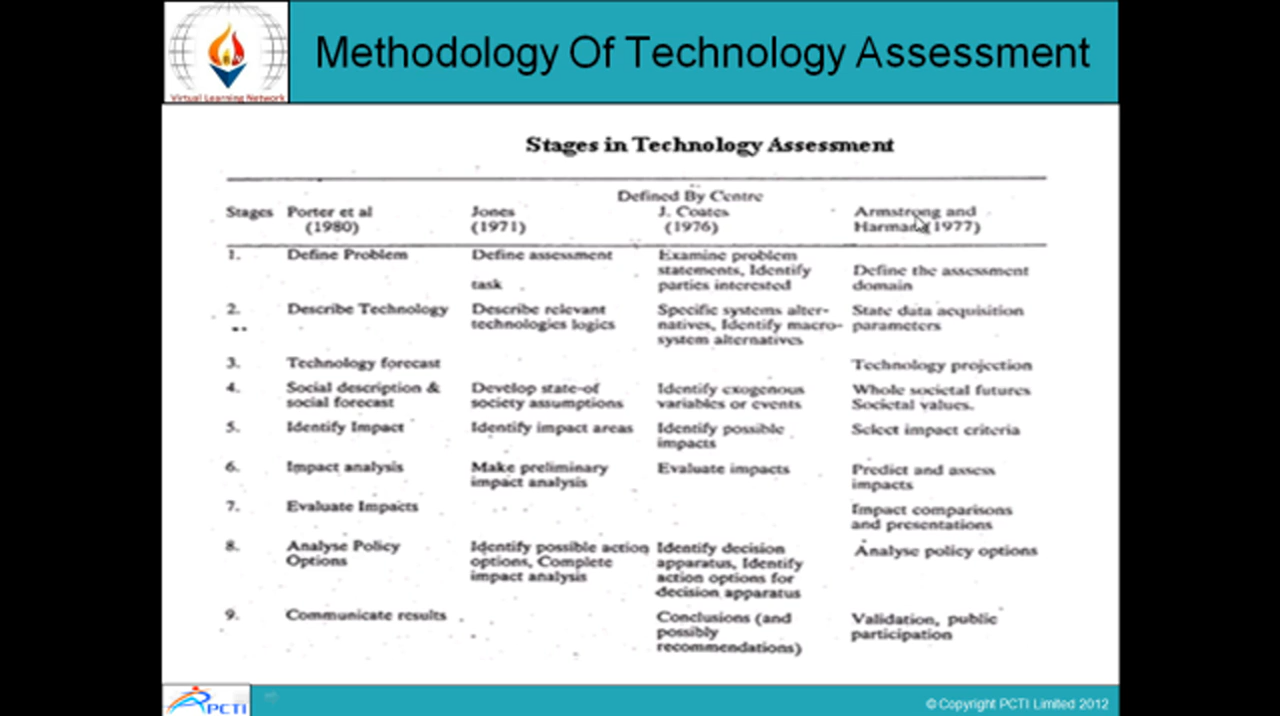 Methodology Of Technology Assessment
Virtual Learning Network
Stages in Technology Assessment
Defined By Centre
Stages Porter et al Jones J. Coates Armstrong and
(1980) (1971) (1976) Harman (1977)
1. Define Problem Define assessment Examine problem
statements, Identify Define the assessment
task parties interested domain
2. Describe Technology Describe relevant Specific systems alter- State data acquisition
technologies logics natives, Identify macro- parameters
system alternatives
3. Technology forecast Technology projection
4. Social description & Develop state-of Identify exogenous Whole societal futures
social forecast society assumptions variables or events Societal values.
5. Identify Impact Identify impact areas Identify possible Select impact criteria
impacts
6. Impact analysis Make preliminary Evaluate impacts Predict and assess
impact analysis impacts
7. Evaluate Impacts Impact comparisons
and presentations
8. Analyse Policy Identify possible action Identify decision Analyse policy options
Options options, Complete apparatus, Identify
impact analysis action options for
decision apparatus
9. Communicate results Conclusions (and Validation, public
possibly participation
recommendations)
PCTI
© Copyright PCTI Limited 2012